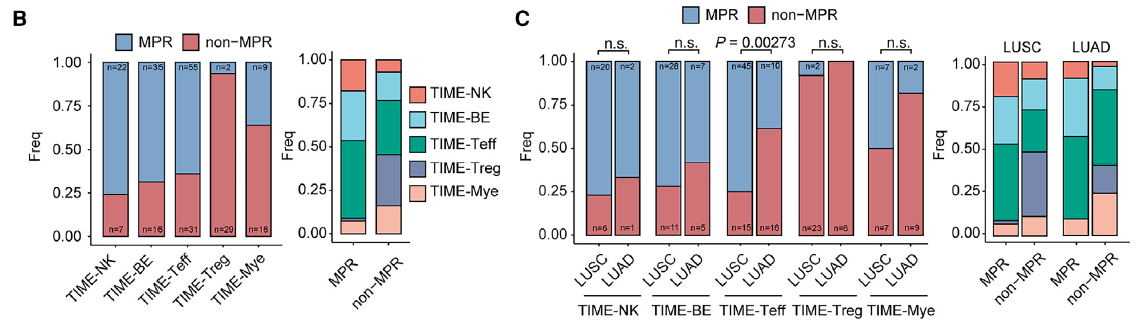 B
MPR non−MPR
n=22 n=35 n=55 n=2 n=9
n=7 n=16 n=31 n=29 n=16
Freq
1.00
0.75
0.50
0.25
0.00
TIME-NK TIME-BE TIME-Teff TIME-Treg TIME-Mye
Freq
1.00
0.75
0.50
0.25
0.00
MPR non−MPR
TIME-NK
TIME-BE
TIME-Teff
TIME-Treg
TIME-Mye
C
MPR non−MPR
n.s. n.s. P = 0.00273 n.s. n.s.
n=20 n=2 n=28 n=7 n=45 n=10 n=2 n=7 n=2
n=6 n=1 n=11 n=5 n=15 n=16 n=23 n=6 n=7 n=9
Freq
1.00
0.75
0.50
0.25
0.00
LUSC LUAD LUSC LUAD LUSC LUAD LUSC LUAD LUSC LUAD
TIME-NK TIME-BE TIME-Teff TIME-Treg TIME-Mye
LUSC LUAD
Freq
1.00
0.75
0.50
0.25
0.00
MPR non−MPR MPR non−MPR